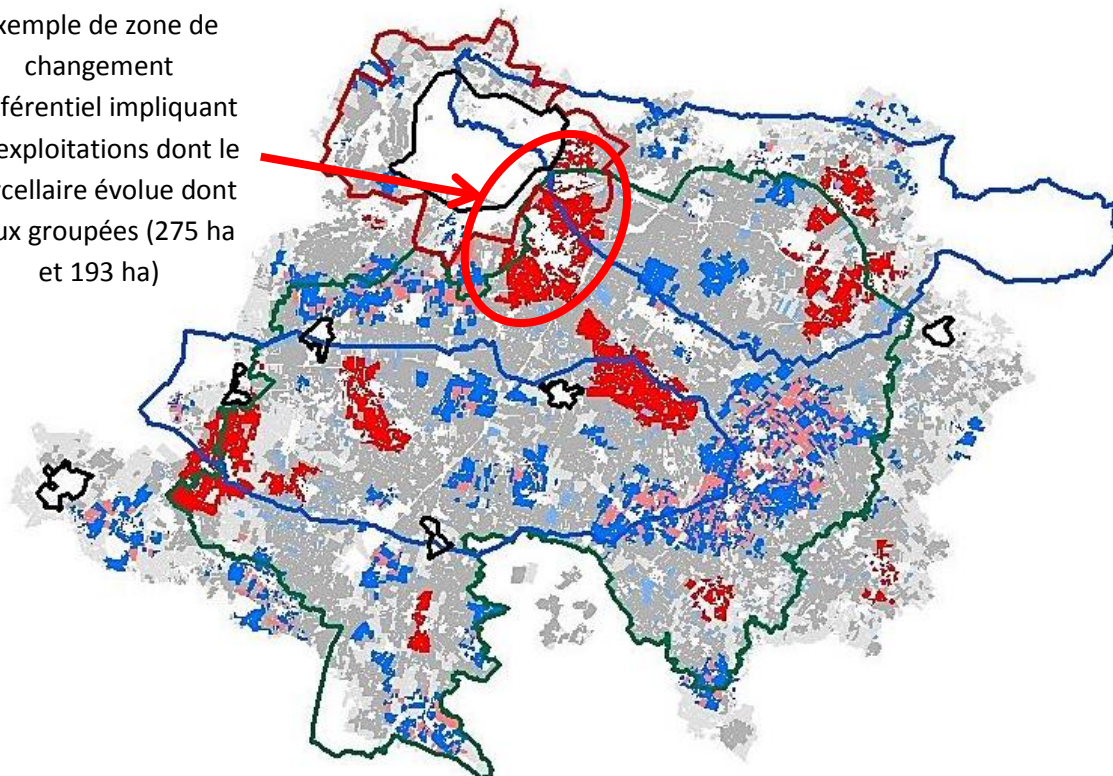 xemple de zone de
changement
férentiel impliquant
exploitations dont le
rcellaire évolue dont
ux groupées (275 ha
et 193 ha)